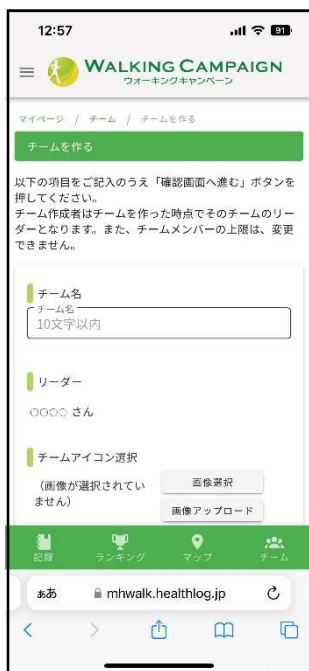 12:57
91
WALKING CAMPAIGN
ウォーキングキャンペーン
マイページ / チーム / チームを作る
チームを作る
以下の項目をご記入のうえ「確認画面へ進む」ボタンを
押してください。
チーム作成者はチームを作った時点でそのチームのリー
ダーとなります。また、チームメンバーの上限は、変更
できません。
チーム名
チーム名
10文字以内
リーダー
○○○○ さん
チームアイコン選択
(画像が選択されてい
ません)
画像選択
画像アップロード
記録 ランキング マップ チーム
ぁあ mhwalk.healthlog.jp